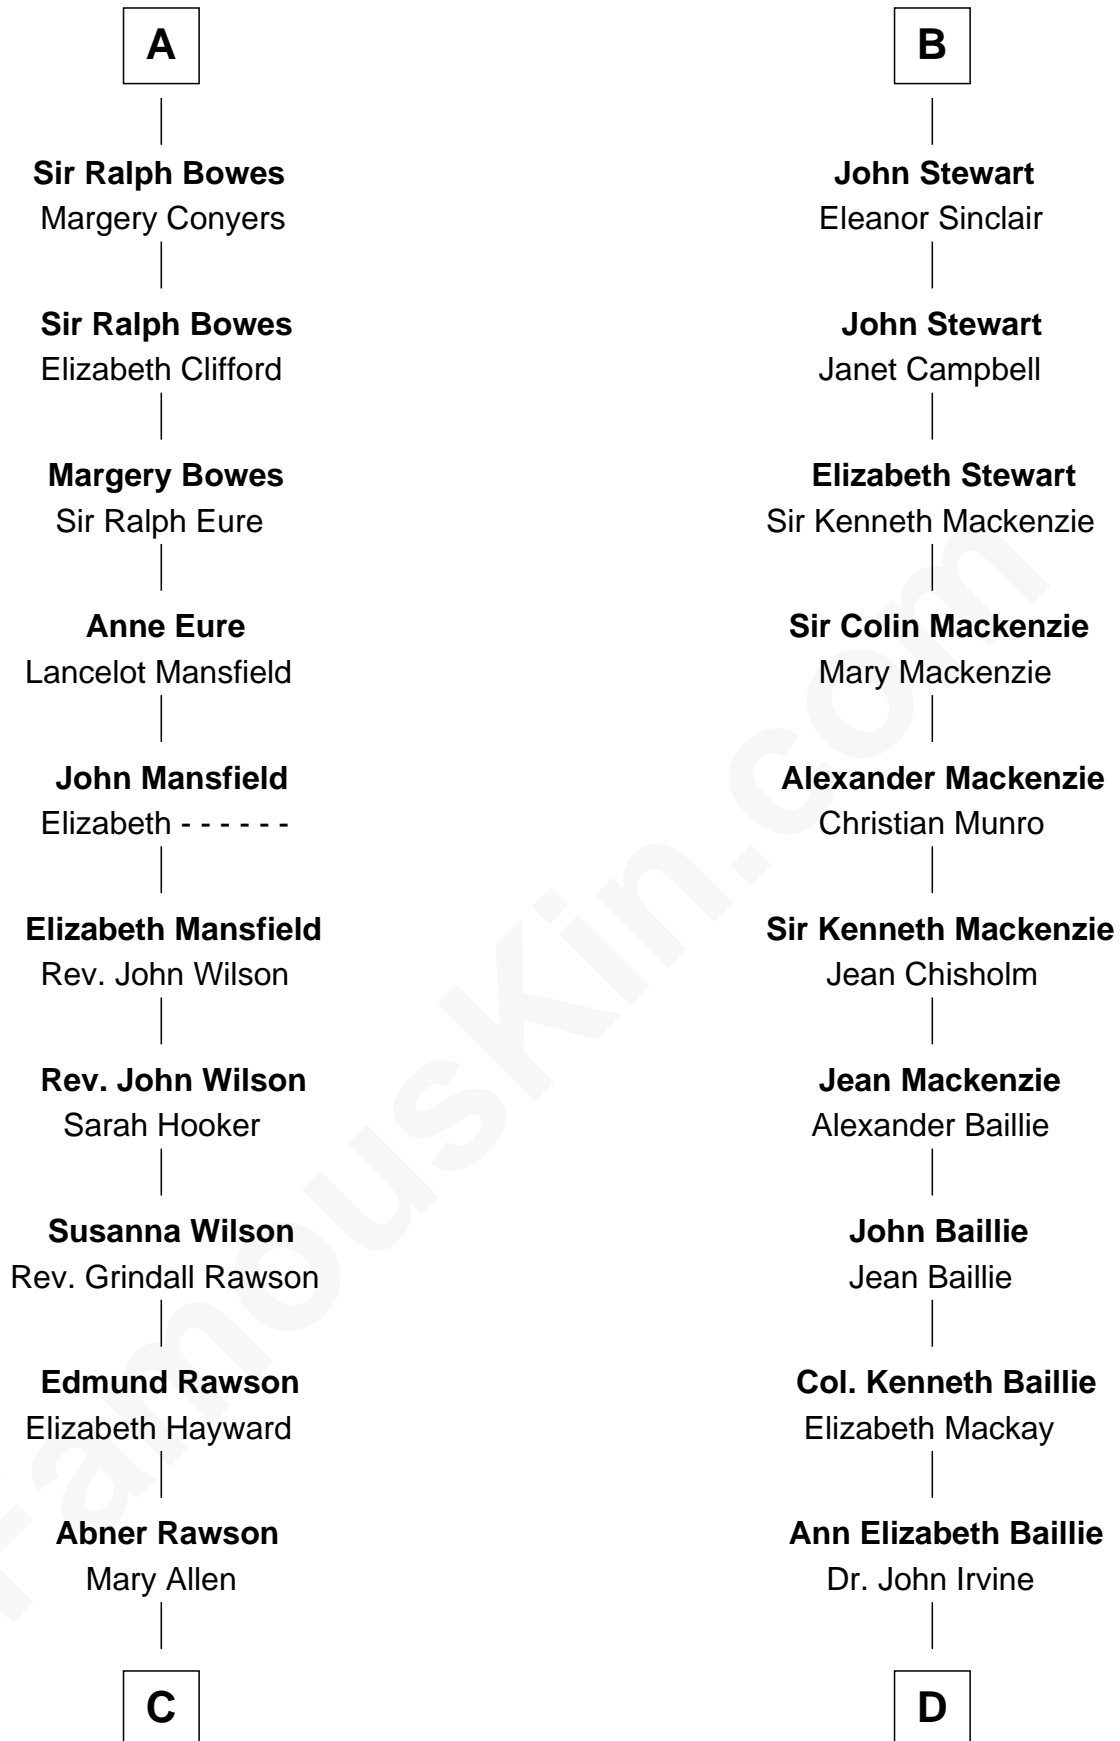 A
Sir Ralph Bowes
Margery Conyers
Sir Ralph Bowes
Elizabeth Clifford
Margery Bowes
Sir Ralph Eure
Anne Eure
Lancelot Mansfield
John Mansfield
Elizabeth - - - - - -
Elizabeth Mansfield
Rev. John Wilson
Rev. John Wilson
Sarah Hooker
Susanna Wilson
Rev. Grindall Rawson
Edmund Rawson
Elizabeth Hayward
Abner Rawson
Mary Allen
C
B
John Stewart
Eleanor Sinclair
John Stewart
Janet Campbell
Elizabeth Stewart
Sir Kenneth Mackenzie
Sir Colin Mackenzie
Mary Mackenzie
Alexander Mackenzie
Christian Munro
Sir Kenneth Mackenzie
Jean Chisholm
Jean Mackenzie
Alexander Baillie
John Baillie
Jean Baillie
Col. Kenneth Baillie
Elizabeth Mackay
Ann Elizabeth Baillie
Dr. John Irvine
D
FamousKin.com